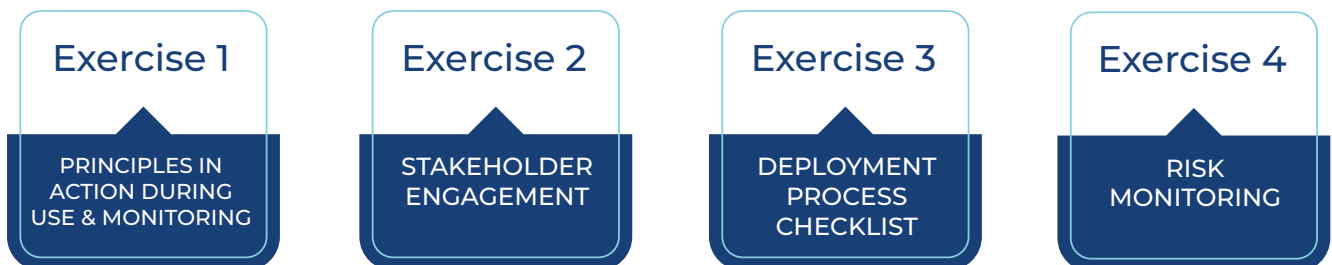 Exercise 1
PRINCIPLES IN
ACTION DURING
USE & MONITORING
Exercise 2
STAKEHOLDER
ENGAGEMENT
Exercise 3
DEPLOYMENT
PROCESS
CHECKLIST
Exercise 4
RISK
MONITORING